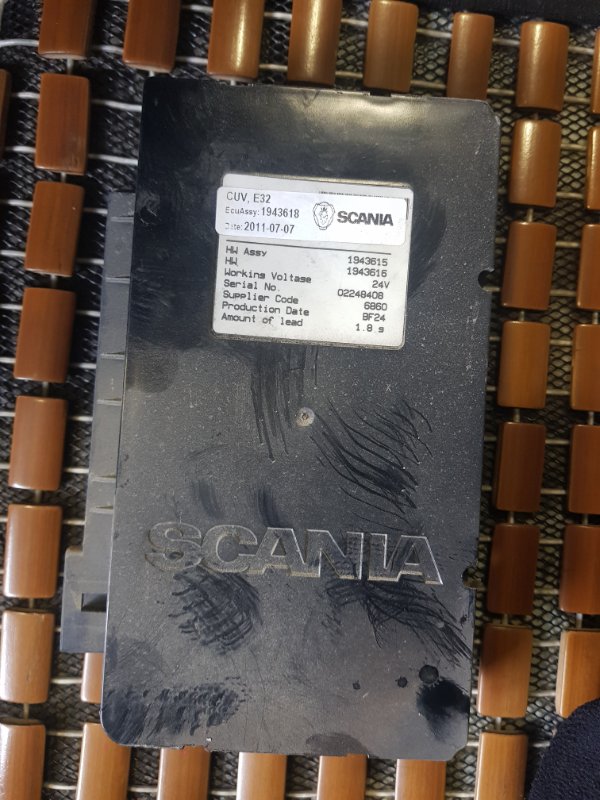 CUV, E32
EcuAssy: 1943618
SCANIA
Date: 2011-07-07
HW Assy 1943615
HW 1943616
Working Voltage 24V
Serial No 02248408
Supplier Code 6860
Production Date BF24
Amount of lead 1.8 g
SCANIA